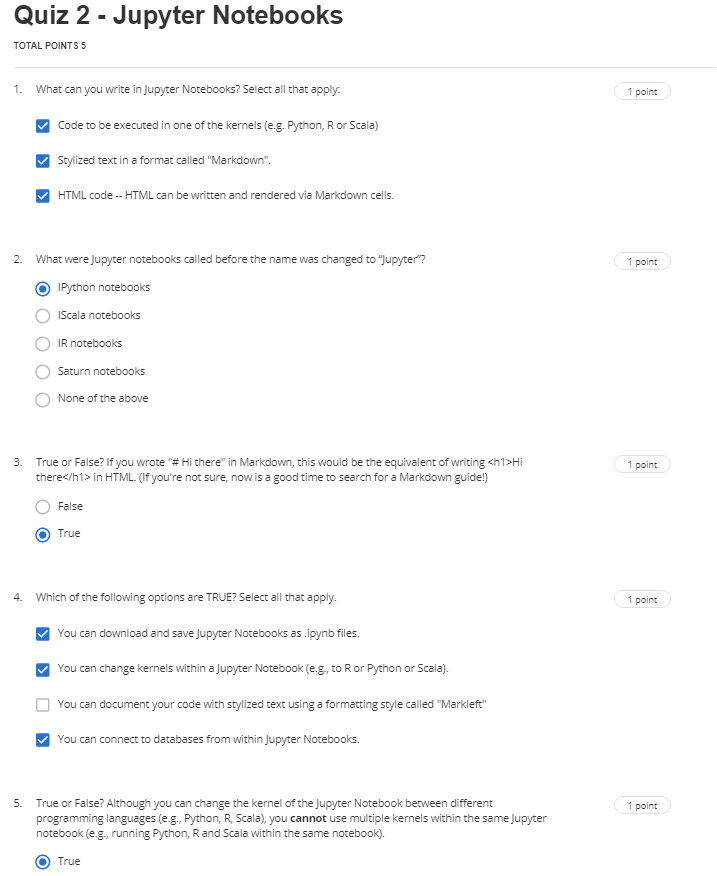 Quiz 2 - Jupyter Notebooks
TOTAL POINTS 5
1. What can you write in Jupyter Notebooks? Select all that apply:
1 point
Code to be executed in one of the kernels (e.g. Python, R or Scala)
Stylized text in a format called "Markdown".
HTML code -- HTML can be written and rendered via Markdown cells.
2. What were Jupyter notebooks called before the name was changed to “Jupyter”?
1 point
IPython notebooks
IScala notebooks
IR notebooks
Saturn notebooks
None of the above
3. True or False? If you wrote "# Hi there" in Markdown, this would be the equivalent of writing <h1>Hi
there</h1> in HTML. (If you're not sure, now is a good time to search for a Markdown guide!)
1 point
False
True
4. Which of the following options are TRUE? Select all that apply.
1 point
You can download and save Jupyter Notebooks as .ipynb files.
You can change kernels within a Jupyter Notebook (e.g., to R or Python or Scala).
You can document your code with stylized text using a formatting style called "Markleft"
You can connect to databases from within Jupyter Notebooks.
5. True or False? Although you can change the kernel of the Jupyter Notebook between different
programming languages (e.g., Python, R, Scala), you cannot use multiple kernels within the same Jupyter
notebook (e.g., running Python, R and Scala within the same notebook).
1 point
True